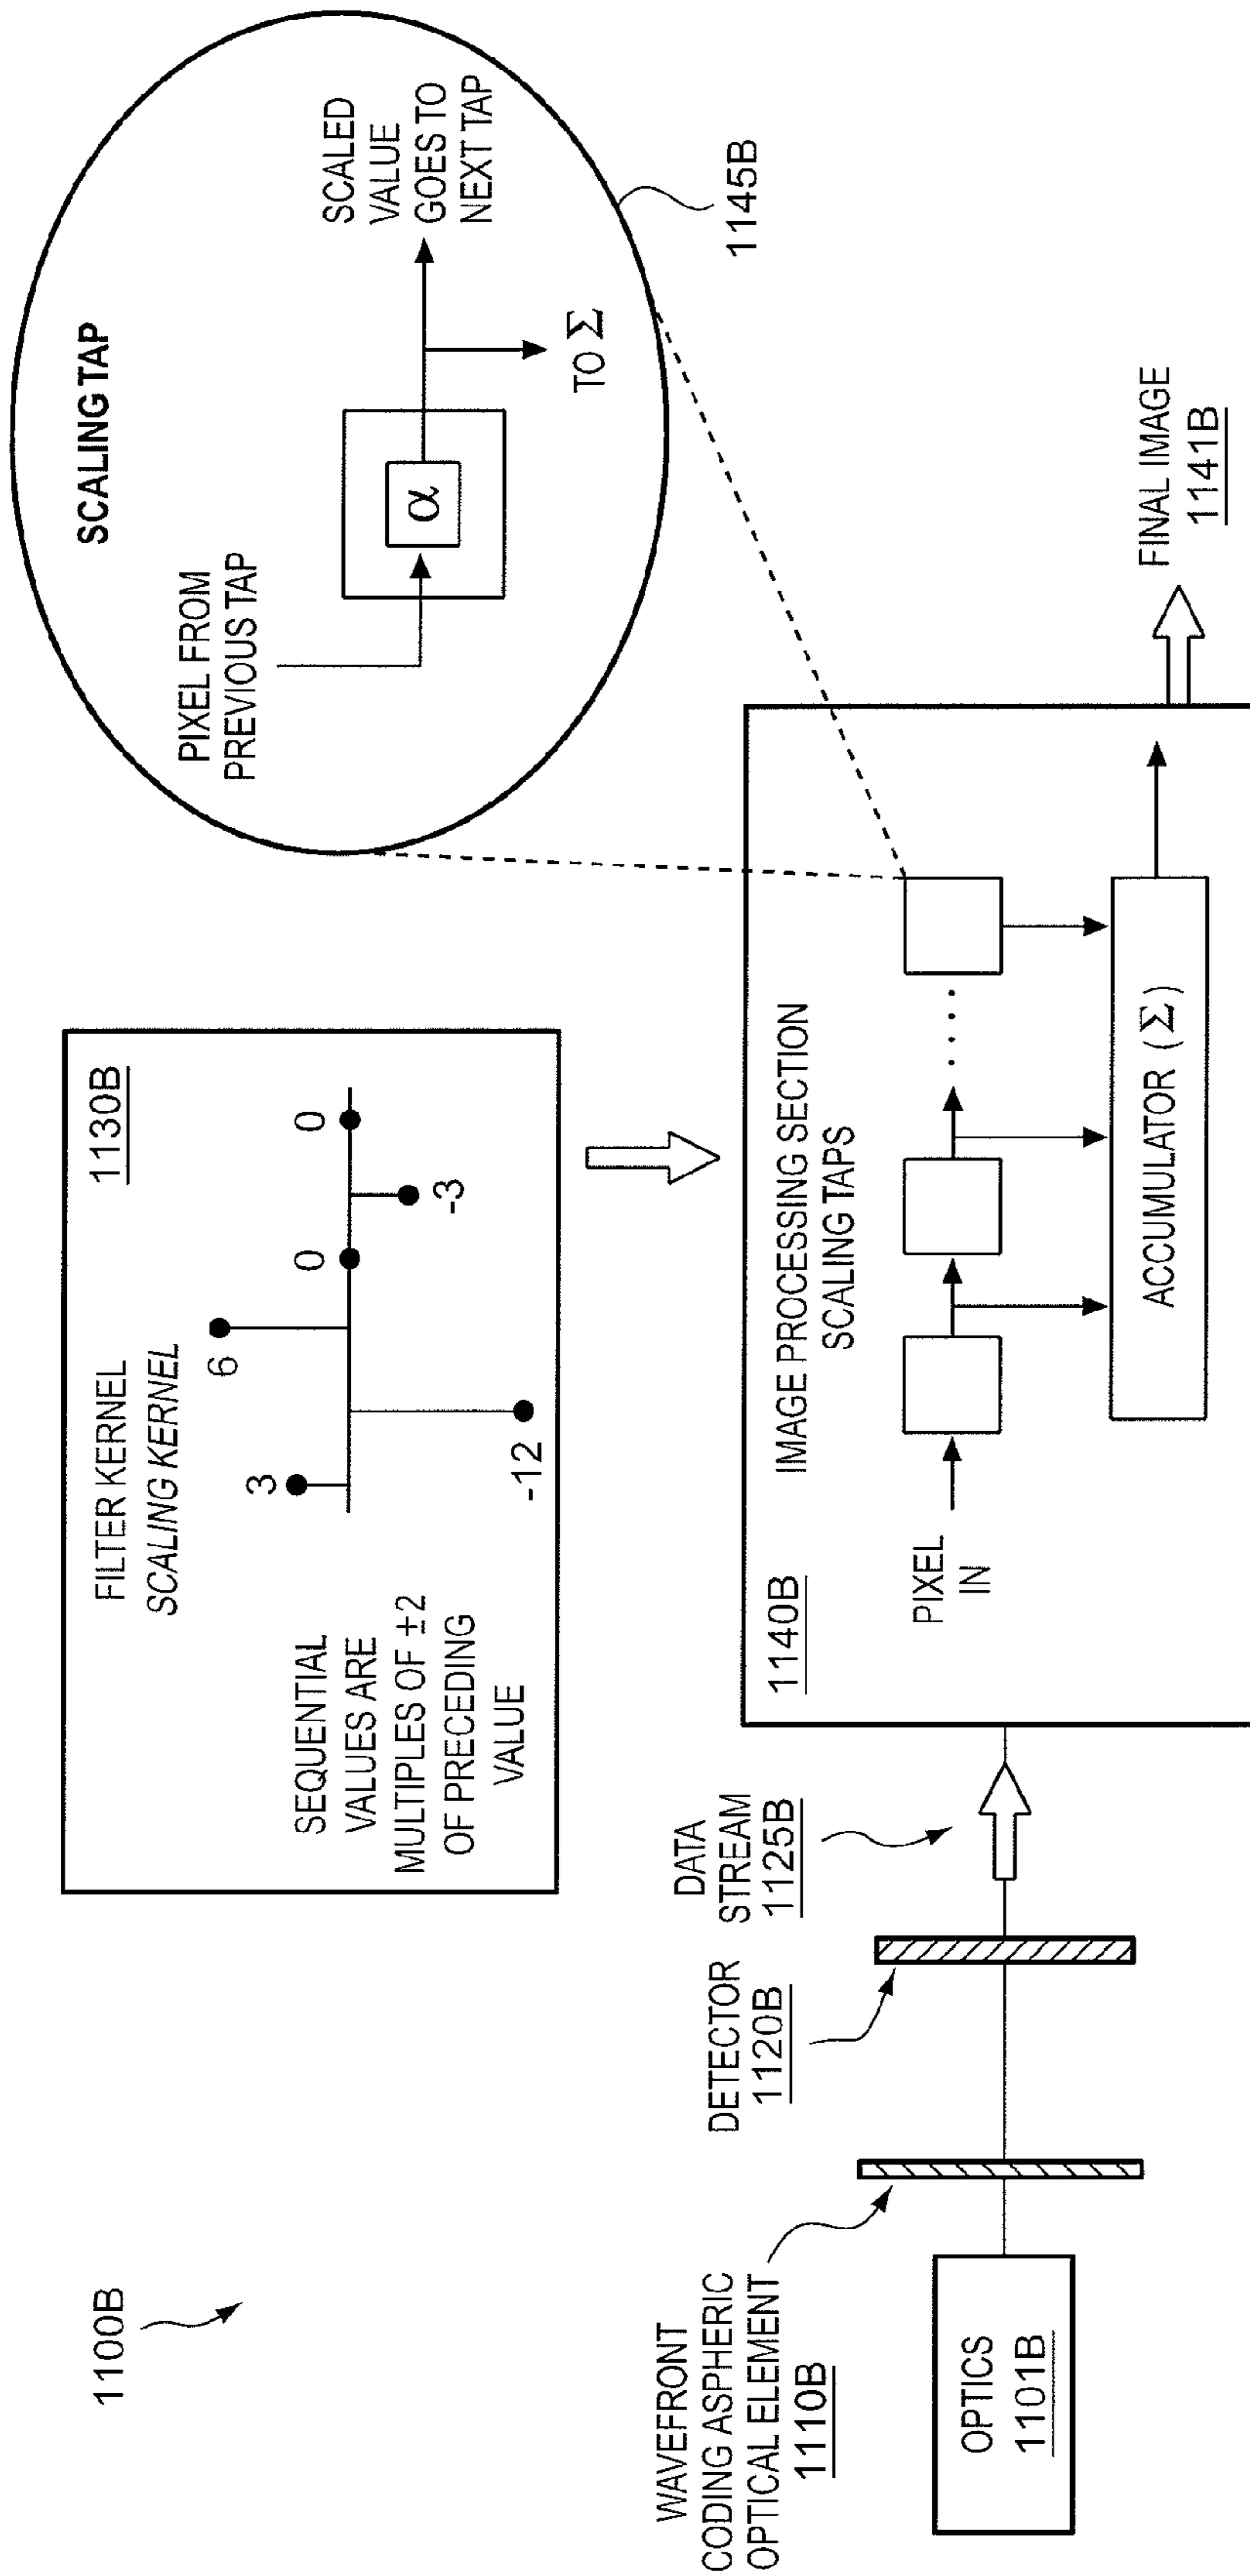 1100B
FILTER KERNEL
SCALING KERNEL
1130B
SEQUENTIAL
VALUES ARE
MULTIPLES OF ±2
OF PRECEDING
VALUE
3
-12
6
0
-3
0
SCALING TAP
PIXEL FROM
PREVIOUS TAP
α
SCALED
VALUE
GOES TO
NEXT TAP
TO Σ
1145B
WAVEFRONT
CODING ASPHERIC
OPTICAL ELEMENT
1110B
OPTICS
1101B
DETECTOR
1120B
DATA
STREAM
1125B
1140B
IMAGE PROCESSING SECTION
SCALING TAPS
PIXEL
IN
ACCUMULATOR (Σ)
FINAL IMAGE
1141B